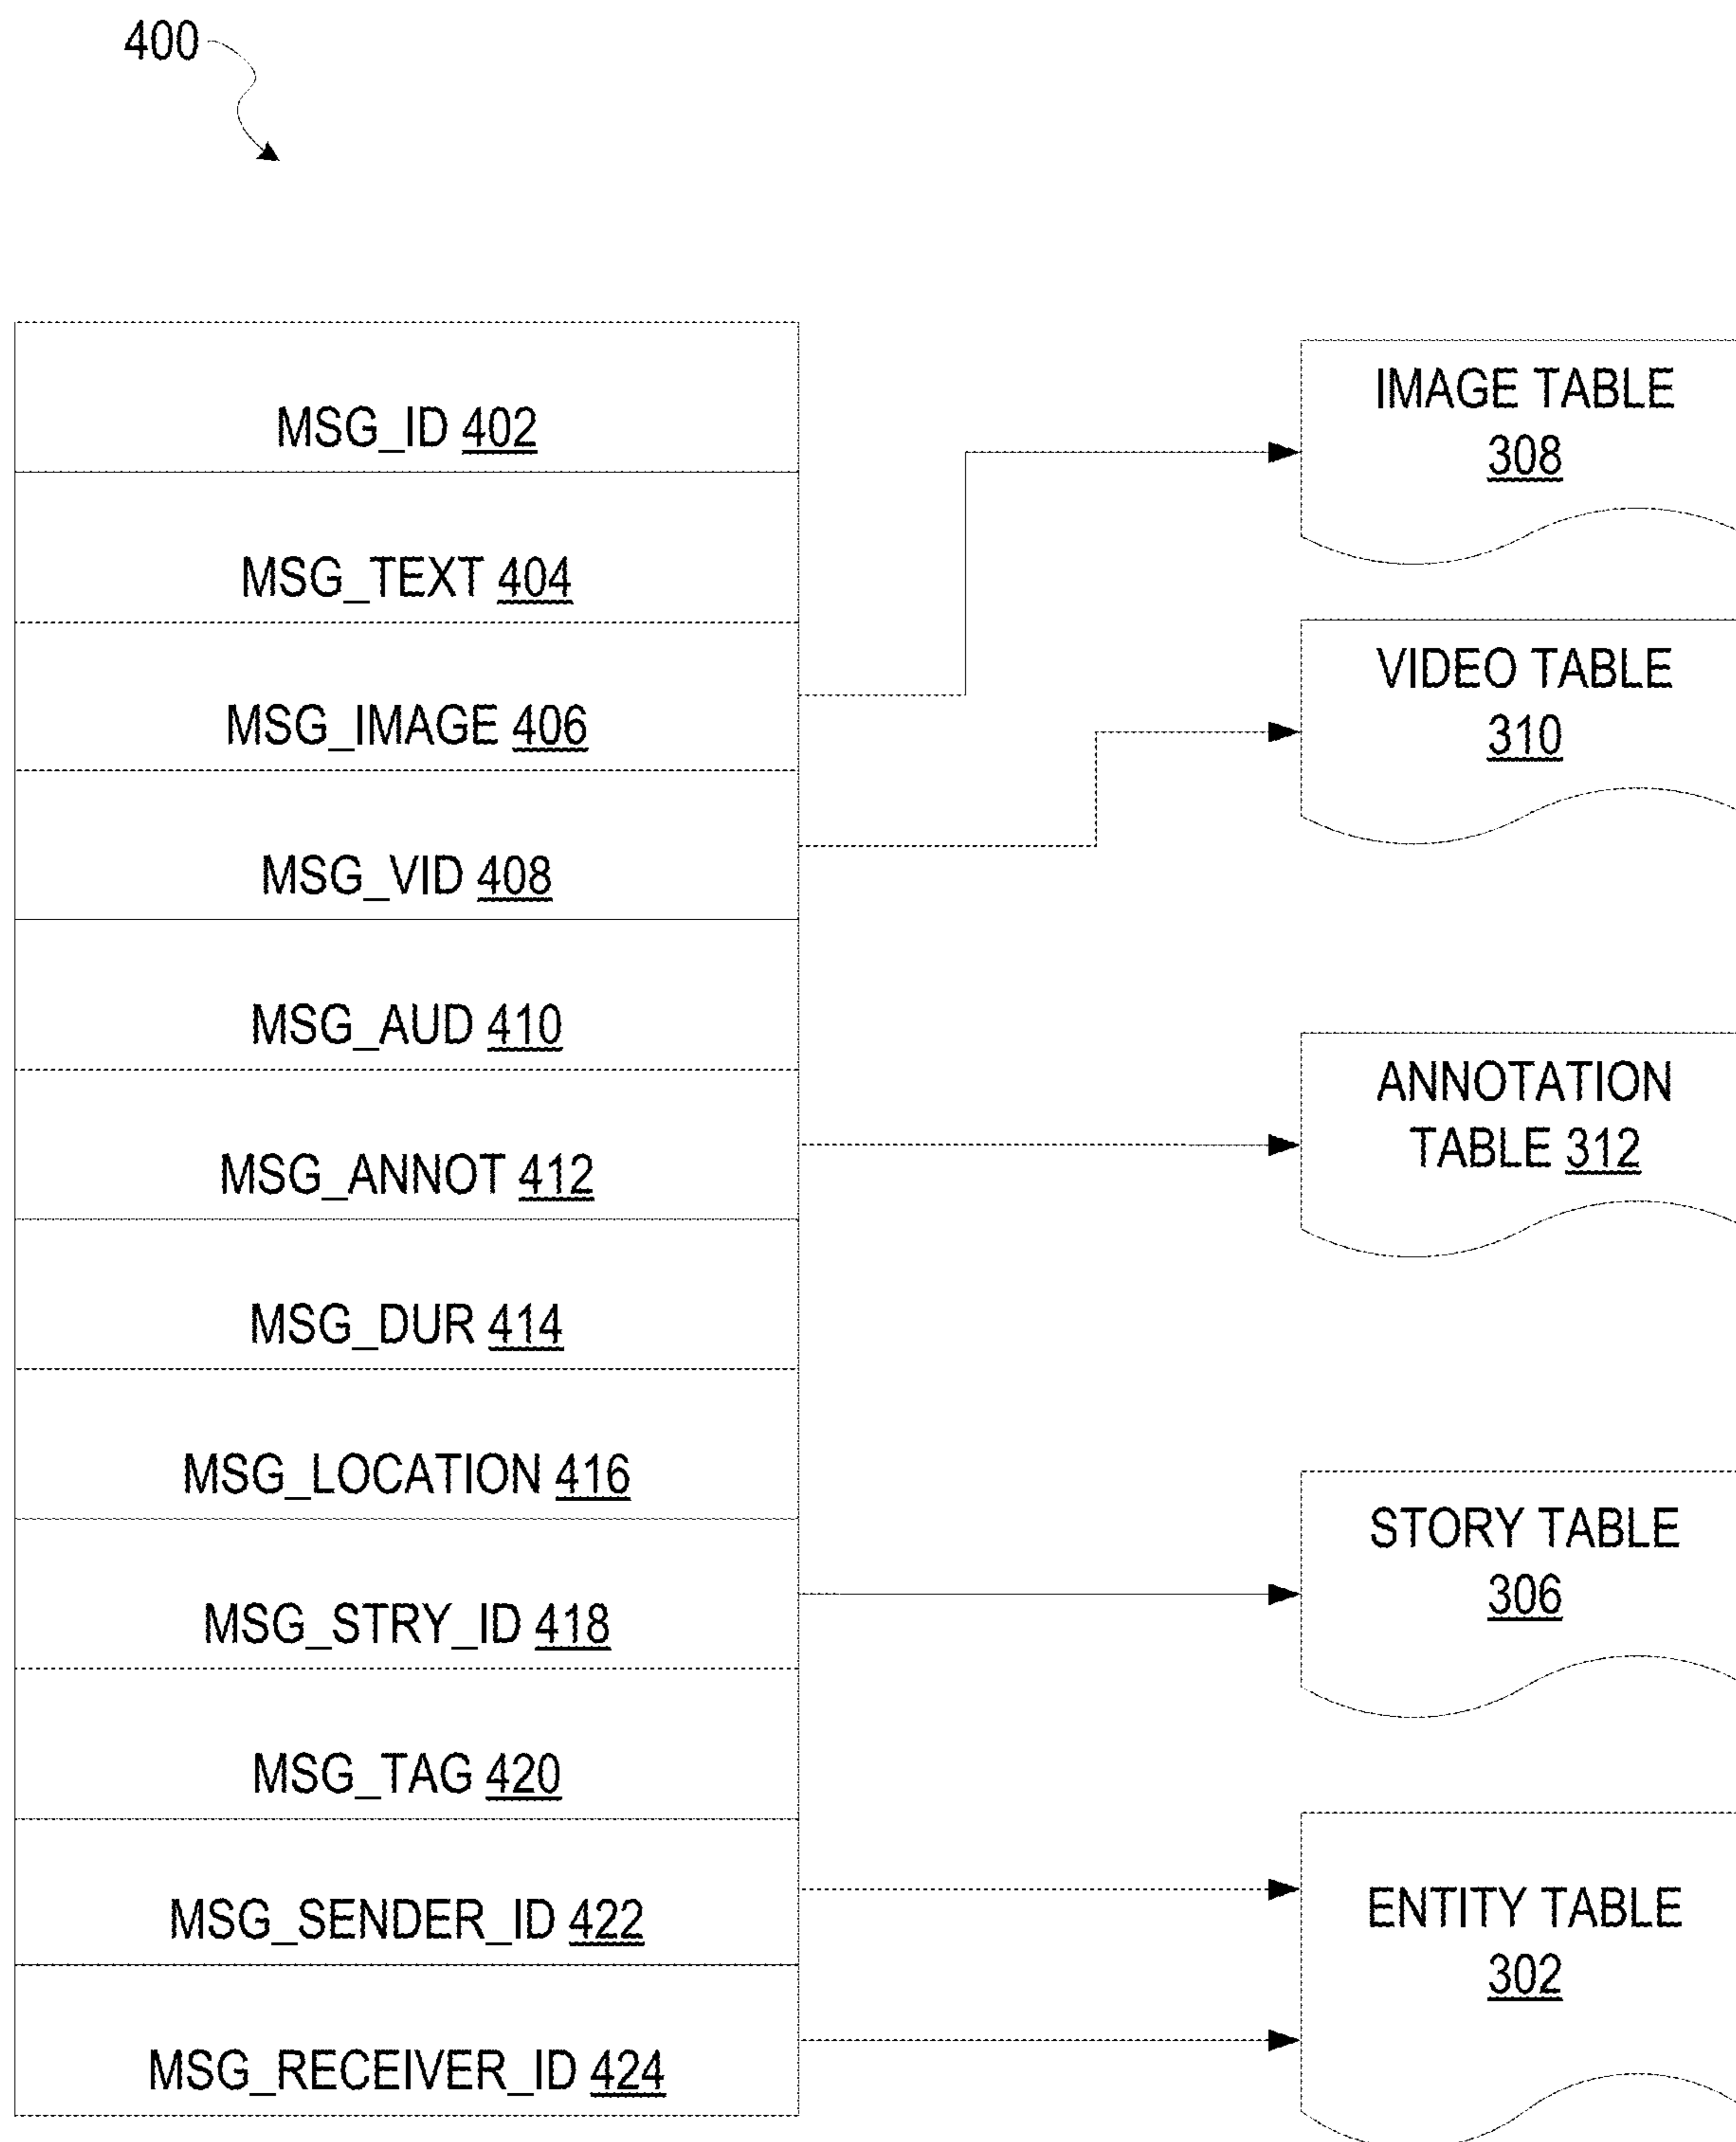 400
MSG_ID 402
MSG_TEXT 404
MSG_IMAGE 406
MSG_VID 408
MSG_AUD 410
MSG_ANNOT 412
MSG_DUR 414
MSG_LOCATION 416
MSG_STRY_ID 418
MSG_TAG 420
MSG_SENDER_ID 422
MSG_RECEIVER_ID 424
IMAGE TABLE
308
VIDEO TABLE
310
ANNOTATION
TABLE 312
STORY TABLE
306
ENTITY TABLE
302